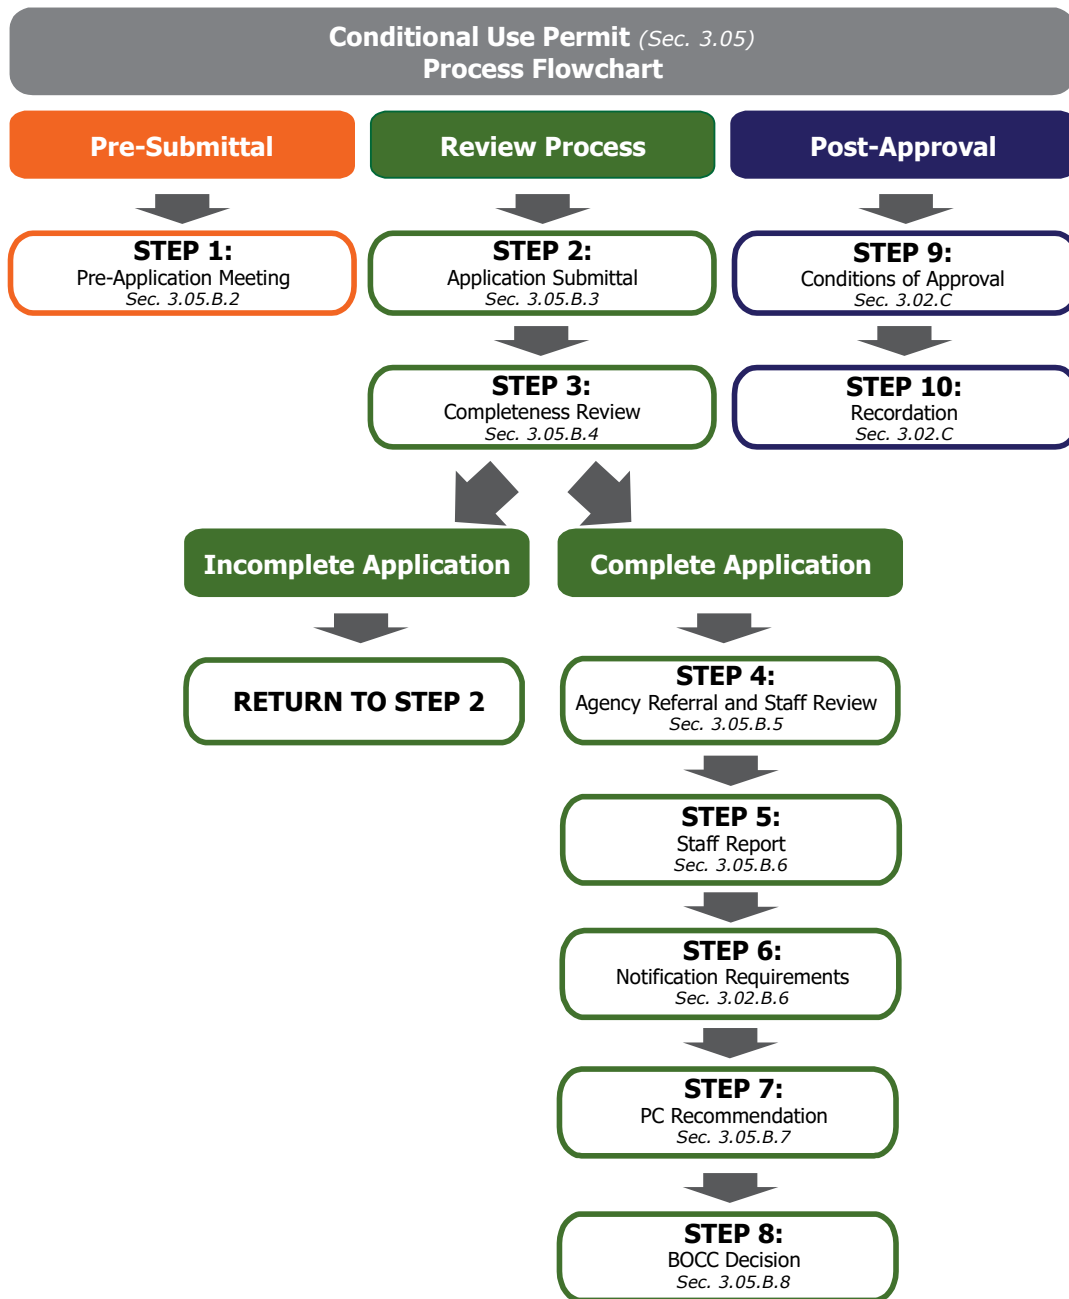 Conditional Use Permit (Sec. 3.05)
Process Flowchart
Pre-Submittal
Review Process
Post-Approval
STEP 1:
Pre-Application Meeting
Sec. 3.05.B.2
STEP 2:
Application Submittal
Sec. 3.05.B.3
STEP 9:
Conditions of Approval
Sec. 3.02.C
STEP 3:
Completeness Review
Sec. 3.05.B.4
STEP 10:
Recordation
Sec. 3.02.C
Incomplete Application
Complete Application
RETURN TO STEP 2
STEP 4:
Agency Referral and Staff Review
Sec. 3.05.B.5
STEP 5:
Staff Report
Sec. 3.05.B.6
STEP 6:
Notification Requirements
Sec. 3.02.B.6
STEP 7:
PC Recommendation
Sec. 3.05.B.7
STEP 8:
BOCC Decision
Sec. 3.05.B.8